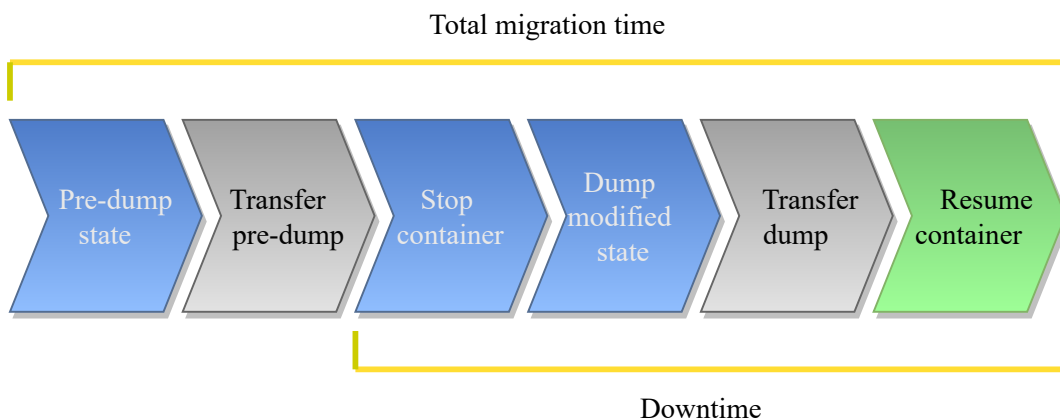 Total migration time
Pre-dump
state
Transfer
pre-dump
Stop
container
Dump
modified
state
Transfer
dump
Resume
container
Downtime